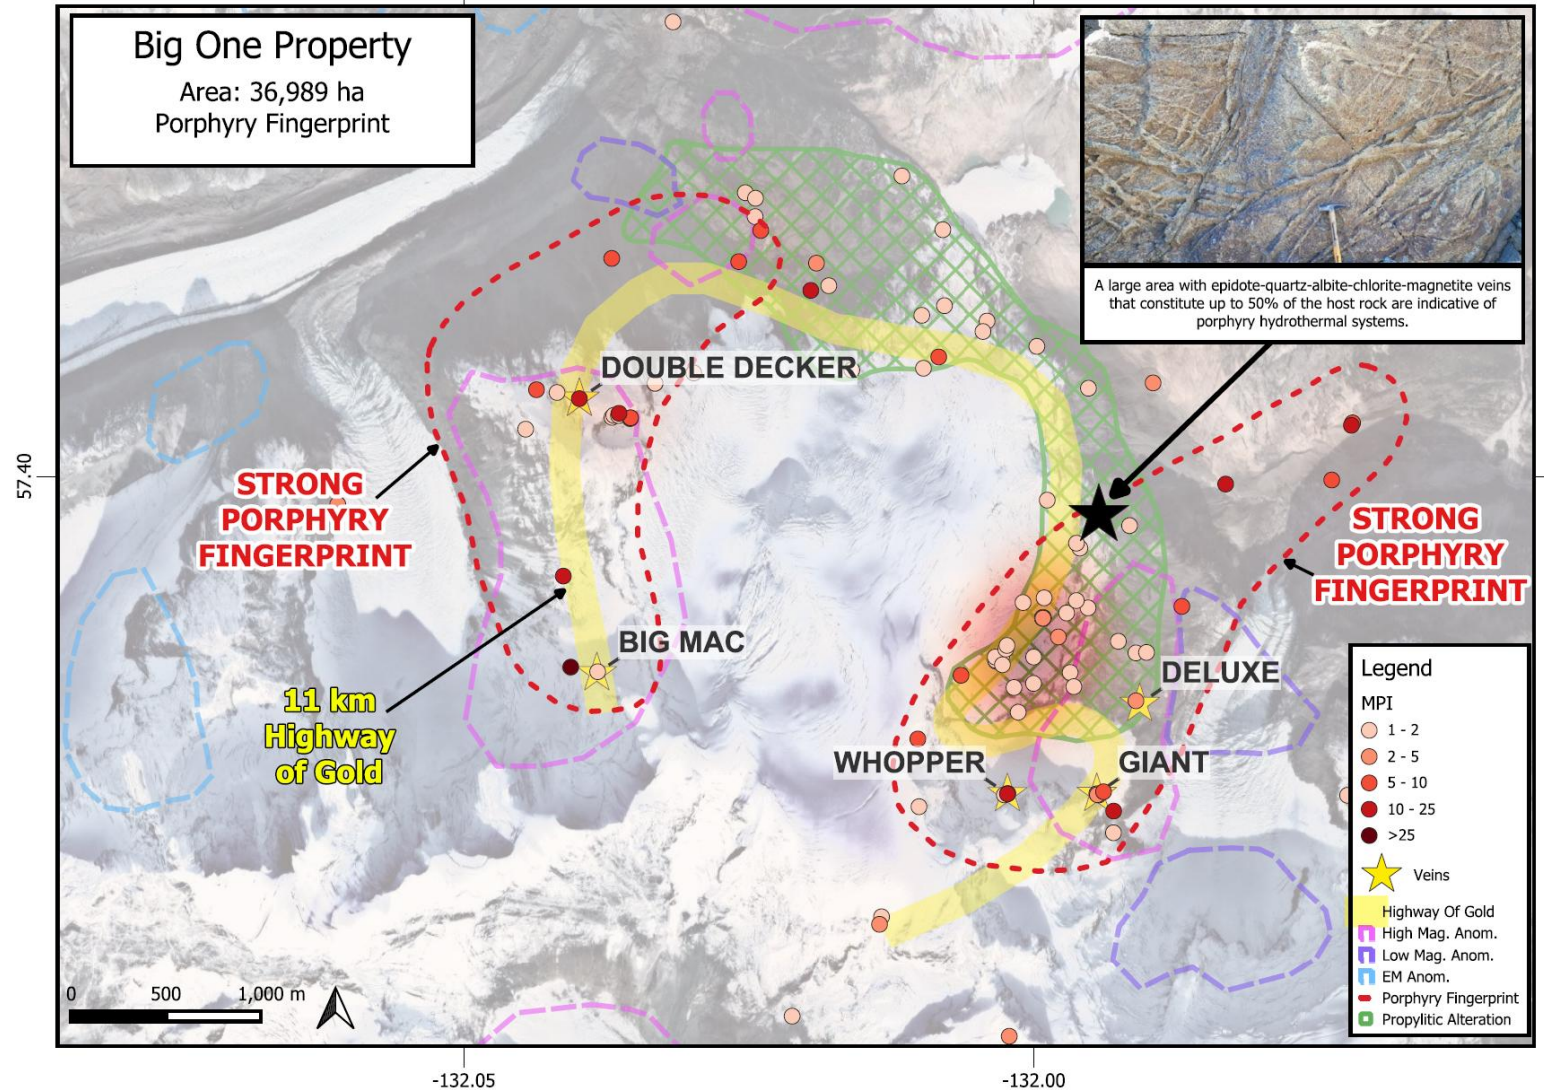 Big One Property
Area: 36,989 ha
Porphyry Fingerprint
A large area with epidote-quartz-albite-chlorite-magnetite veins
that constitute up to 50% of the host rock are indicative of
porphyry hydrothermal systems.
DOUBLE DECKER
STRONG
PORPHYRY
FINGERPRINT
57.40
STRONG
PORPHYRY
FINGERPRINT
BIG MAC
DELUXE
11 km
Highway
of Gold
WHOPPER
GIANT
Legend
MPI
1 - 2
2 - 5
5 - 10
10 - 25
>25
Veins
Highway Of Gold
High Mag. Anom.
Low Mag. Anom.
EM Anom.
Porphyry Fingerprint
Propylitic Alteration
0 500 1,000 m
-132.05 -132.00